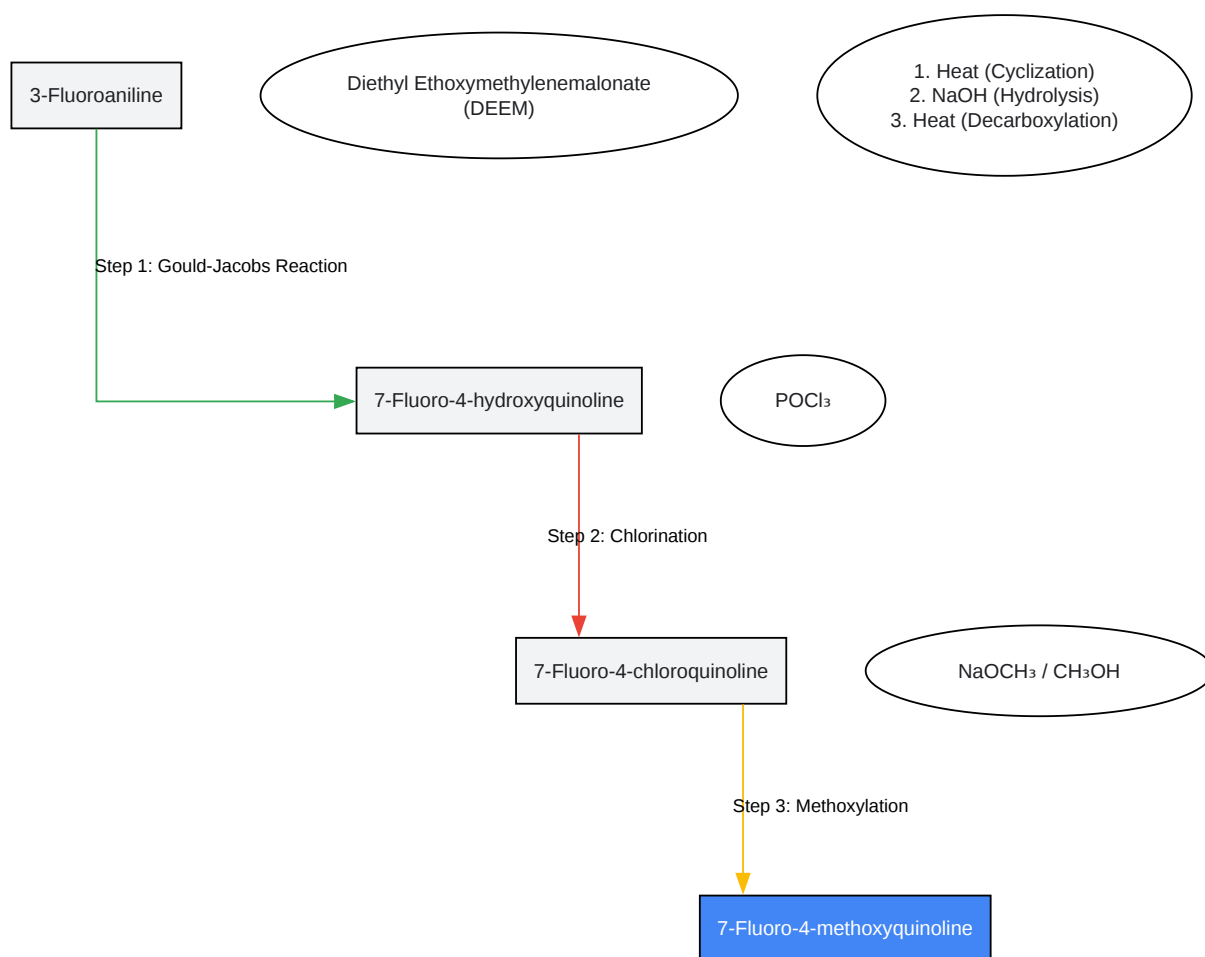 3-Fluoroaniline
Diethyl Ethoxymethylenemalonate
(DEEM)
1. Heat (Cyclization)
2. NaOH (Hydrolysis)
3. Heat (Decarboxylation)
Step 1: Gould-Jacobs Reaction
7-Fluoro-4-hydroxyquinoline
POCl₃
Step 2: Chlorination
7-Fluoro-4-chloroquinoline
NaOCH₃ / CH₃OH
Step 3: Methoxylation
7-Fluoro-4-methoxyquinoline